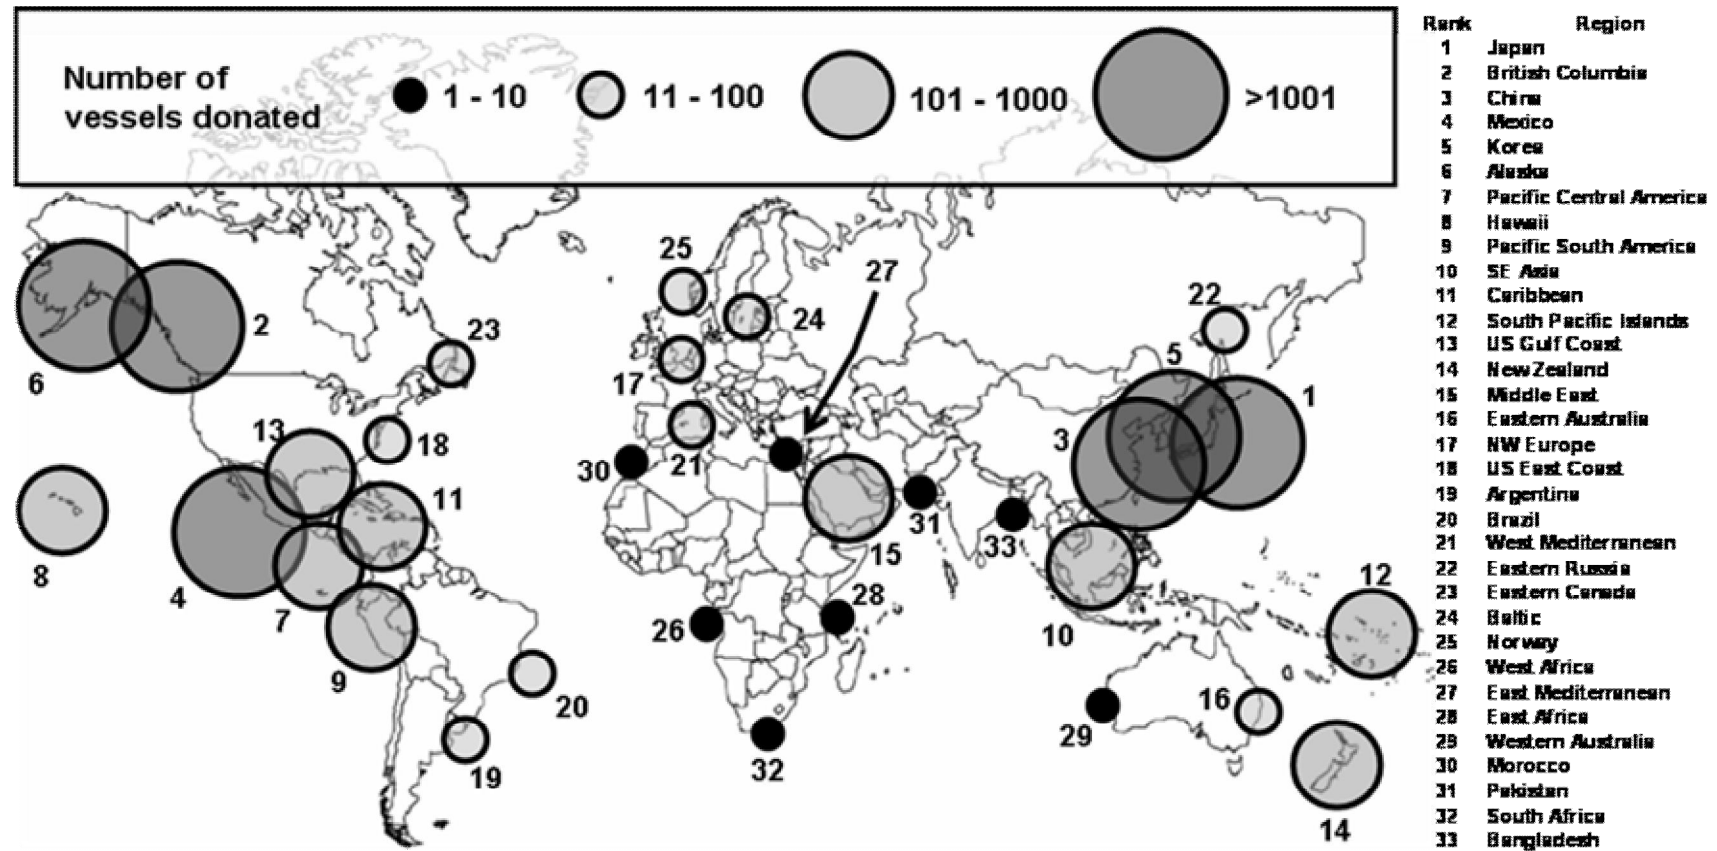 Number of
vessels donated
1 - 10
11 - 100
101 - 1000
>1001
Rank Region
1 Japan
2 British Columbia
3 China
4 Mexico
5 Korea
6 Alaska
7 Pacific Central America
8 Hawaii
9 Pacific South America
10 SE Asia
11 Caribbean
12 South Pacific Islands
13 US Gulf Coast
14 New Zealand
15 Middle East
16 Eastern Australia
17 NW Europe
18 US East Coast
19 Argentina
20 Brazil
21 West Mediterranean
22 Eastern Russia
23 Eastern Canada
24 Baltic
25 Norway
26 West Africa
27 East Mediterranean
28 East Africa
29 Western Australia
30 Morocco
31 Pakistan
32 South Africa
33 Bangladesh
25
27
22
2
23
24
6
17
5
1
13
18
3
30
21
11
31
33
15
8
4
7
28
12
26
10
9
20
16
29
19
32
14